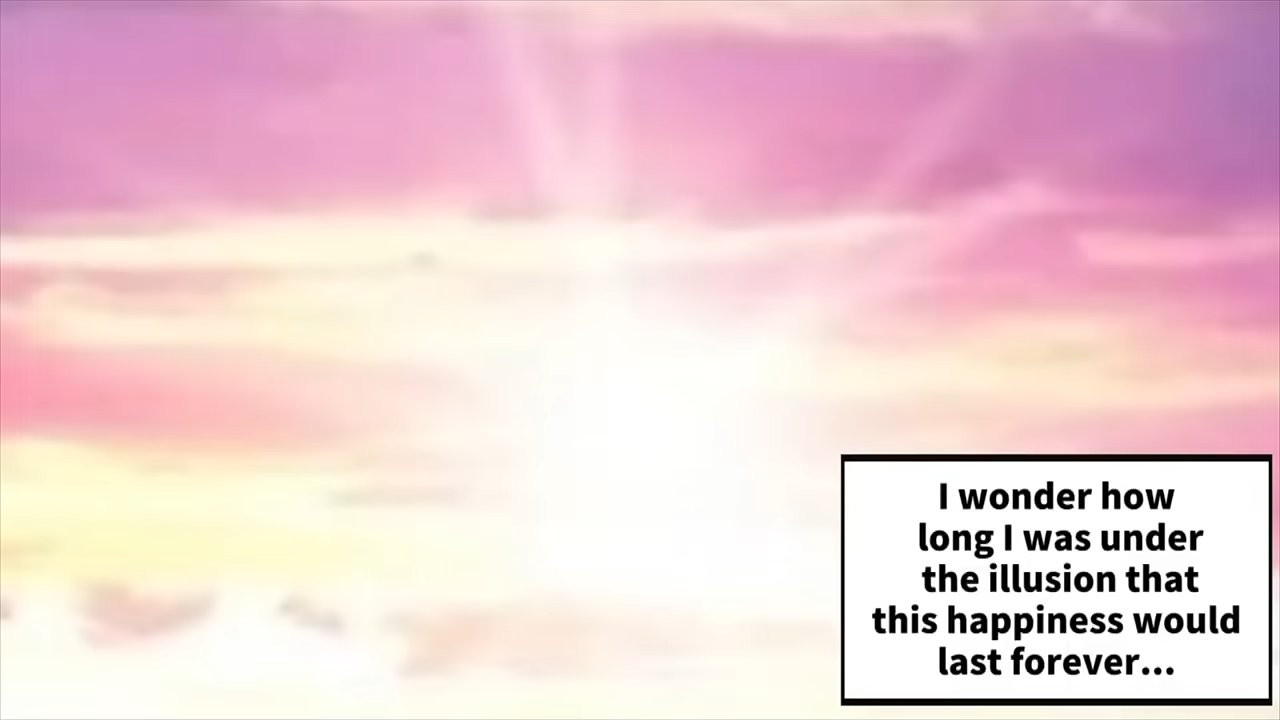 I wonder how
long I was under
the illusion that
this happiness would
last forever...